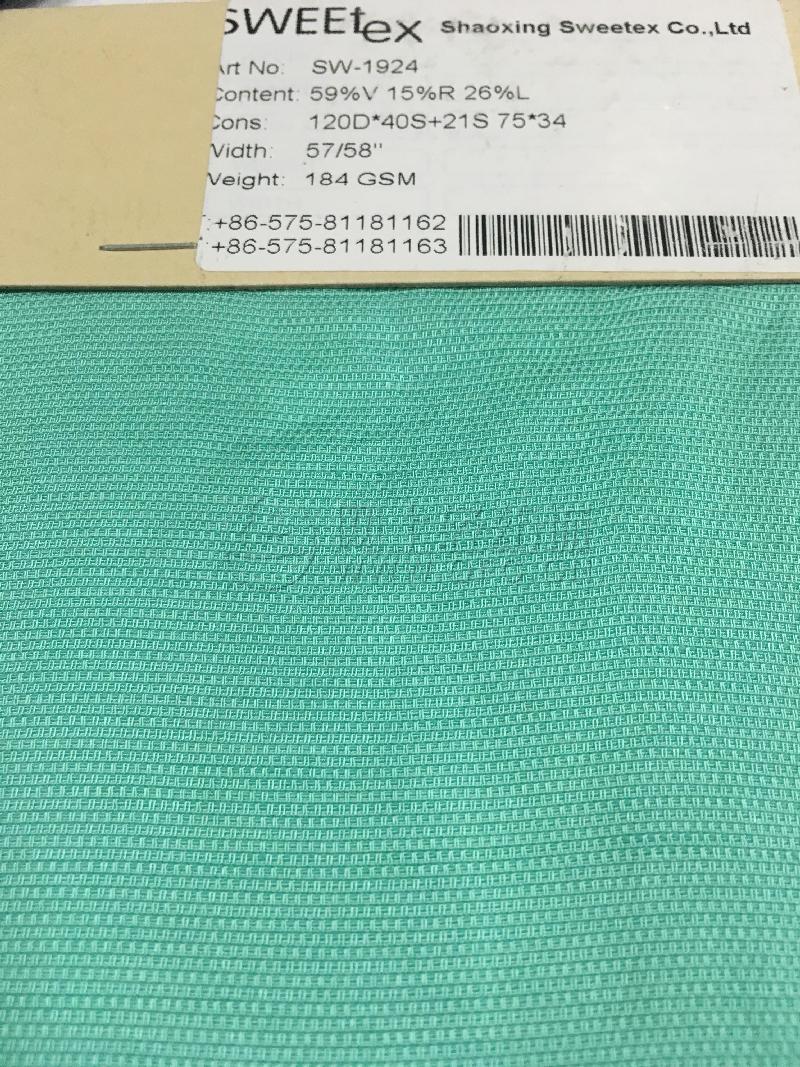 SWEEtex Shaoxing Sweetex Co.,Ltd
Art No: SW-1924
Content: 59%V 15%R 26%L
Cons: 120D*40S+21S 75*34
Width: 57/58"
Weight: 184 GSM
:+86-575-81181162
:+86-575-81181163